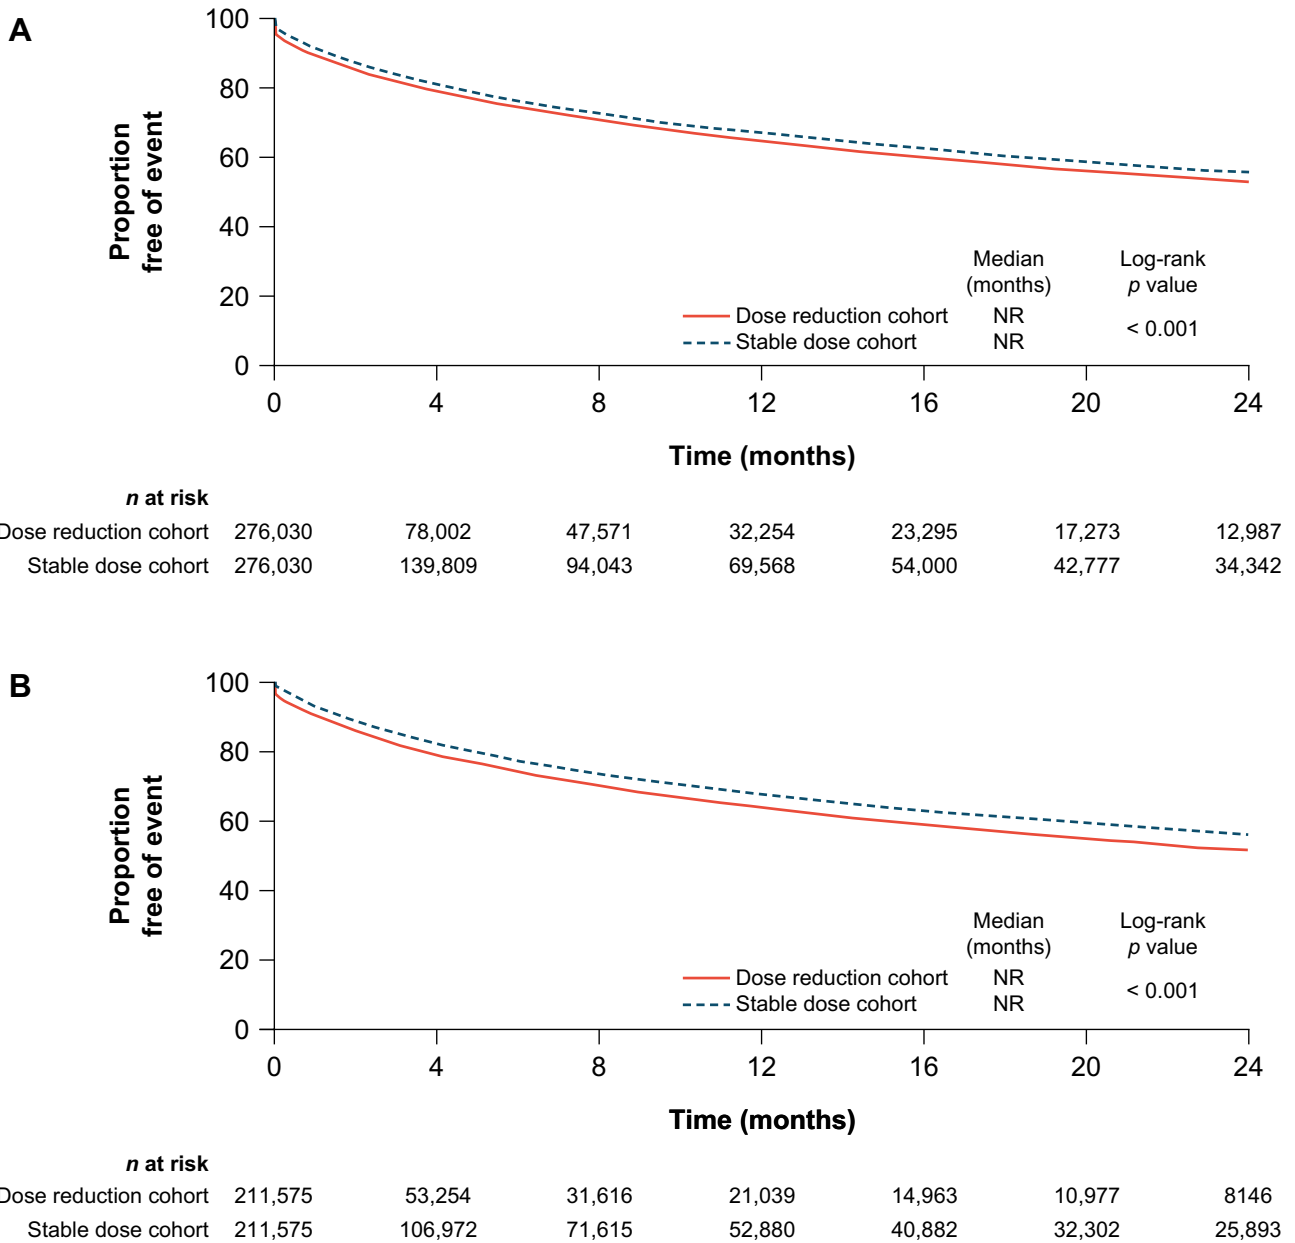 A
100
80
60
40
20
0
Proportion
free of event
Median
(months)
Log-rank
p value
Dose reduction cohort NR
Stable dose cohort NR
< 0.001
0 4 8 12 16 20 24
Time (months)
n at risk
Dose reduction cohort 276,030 78,002 47,571 32,254 23,295 17,273 12,987
Stable dose cohort 276,030 139,809 94,043 69,568 54,000 42,777 34,342
B
100
80
60
40
20
0
Proportion
free of event
Median
(months)
Log-rank
p value
Dose reduction cohort NR
Stable dose cohort NR
< 0.001
0 4 8 12 16 20 24
Time (months)
n at risk
Dose reduction cohort 211,575 53,254 31,616 21,039 14,963 10,977 8146
Stable dose cohort 211,575 106,972 71,615 52,880 40,882 32,302 25,893